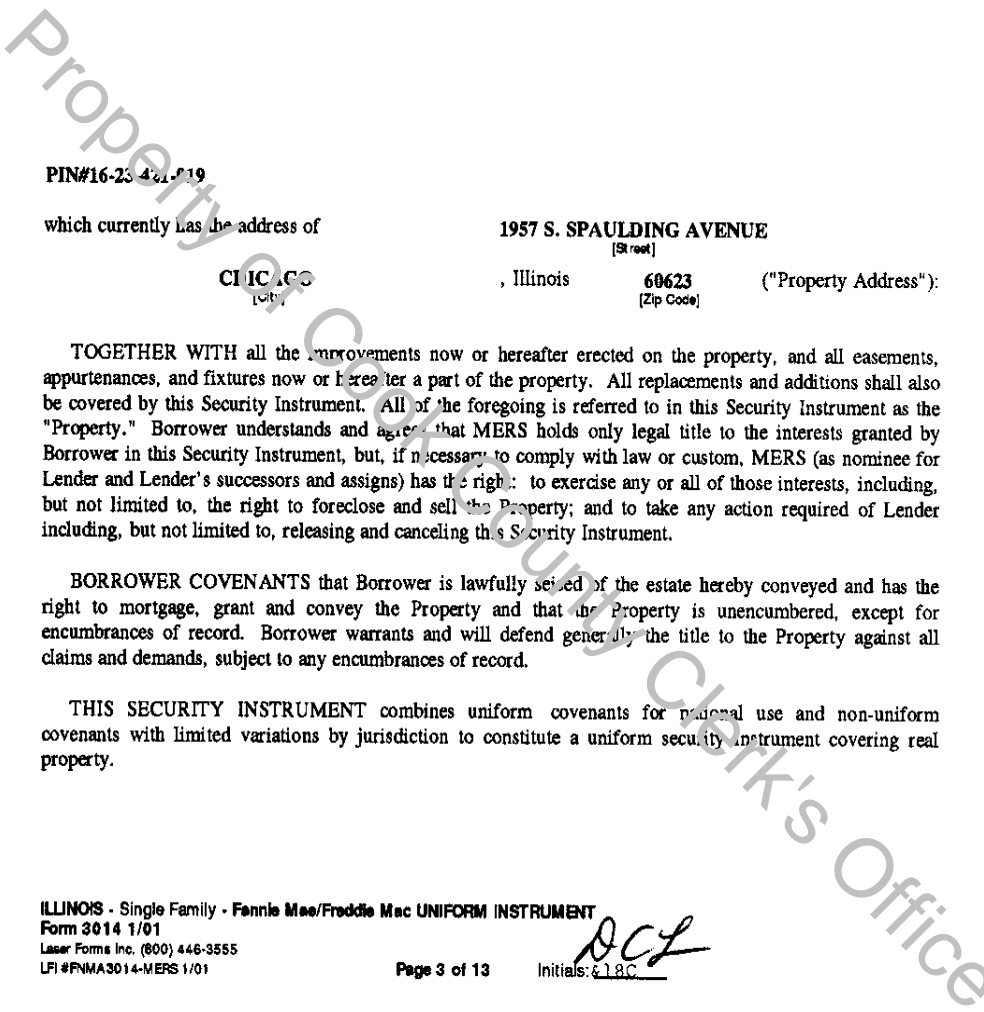 PIN#16-23-421-019
which currently has the address of 1957 S. SPAULDING AVENUE
[Street]
CHICAGO , Illinois 60623 ("Property Address"):
[City] [Zip Code]
TOGETHER WITH all the improvements now or hereafter erected on the property, and all easements,
appurtenances, and fixtures now or hereafter a part of the property. All replacements and additions shall also
be covered by this Security Instrument. All of the foregoing is referred to in this Security Instrument as the
"Property." Borrower understands and agrees that MERS holds only legal title to the interests granted by
Borrower in this Security Instrument, but, if necessary to comply with law or custom, MERS (as nominee for
Lender and Lender's successors and assigns) has the right: to exercise any or all of those interests, including,
but not limited to, the right to foreclose and sell the Property; and to take any action required of Lender
including, but not limited to, releasing and canceling this Security Instrument.
BORROWER COVENANTS that Borrower is lawfully seised of the estate hereby conveyed and has the
right to mortgage, grant and convey the Property and that the Property is unencumbered, except for
encumbrances of record. Borrower warrants and will defend generally the title to the Property against all
claims and demands, subject to any encumbrances of record.
THIS SECURITY INSTRUMENT combines uniform covenants for national use and non-uniform
covenants with limited variations by jurisdiction to constitute a uniform security instrument covering real
property.
ILLINOIS - Single Family - Fannie Mae/Freddie Mac UNIFORM INSTRUMENT
Form 3014 1/01
Laser Forms Inc. (800) 446-3555
LFI #FNMA3014-MERS 1/01 Page 3 of 13 Initials: DCL
Property of Cook County Clerk's Office